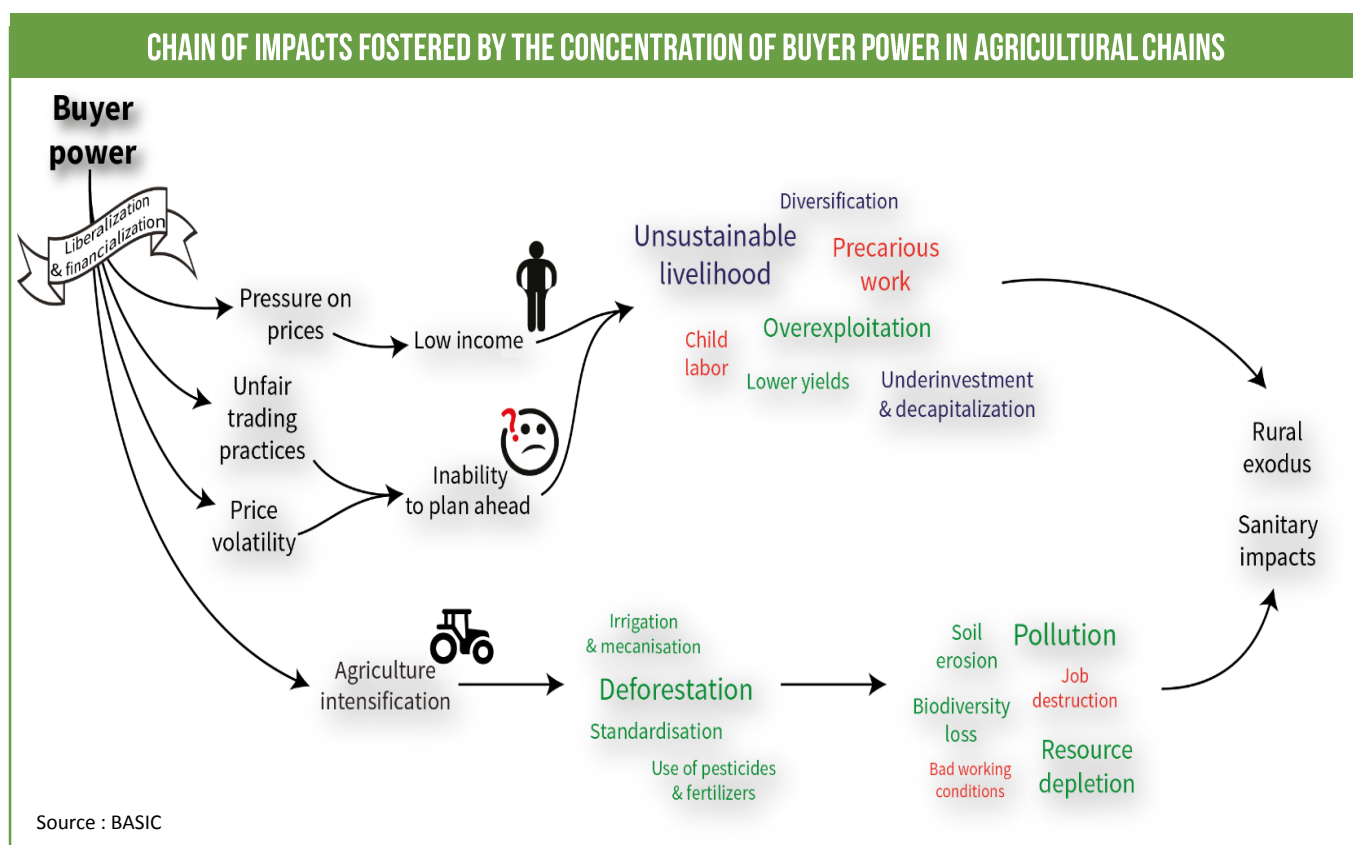 CHAIN OF IMPACTS FOSTERED BY THE CONCENTRATION OF BUYER POWER IN AGRICULTURAL CHAINS
Buyer
power
Liberalization
& financialization
Pressure on
prices
Low income
Unfair
trading
practices
Price
volatility
?
Inability
to plan ahead
Diversification
Unsustainable
livelihood
Precarious
work
Overexploitation
Child
labor
Lower yields
Underinvestment
& decapitalization
Rural
exodus
Sanitary
impacts
Agriculture
intensification
Irrigation
& mecanisation
Deforestation
Standardisation
Use of pesticides
& fertilizers
Soil
erosion
Pollution
Job
destruction
Biodiversity
loss
Resource
depletion
Bad working
conditions
Source : BASIC